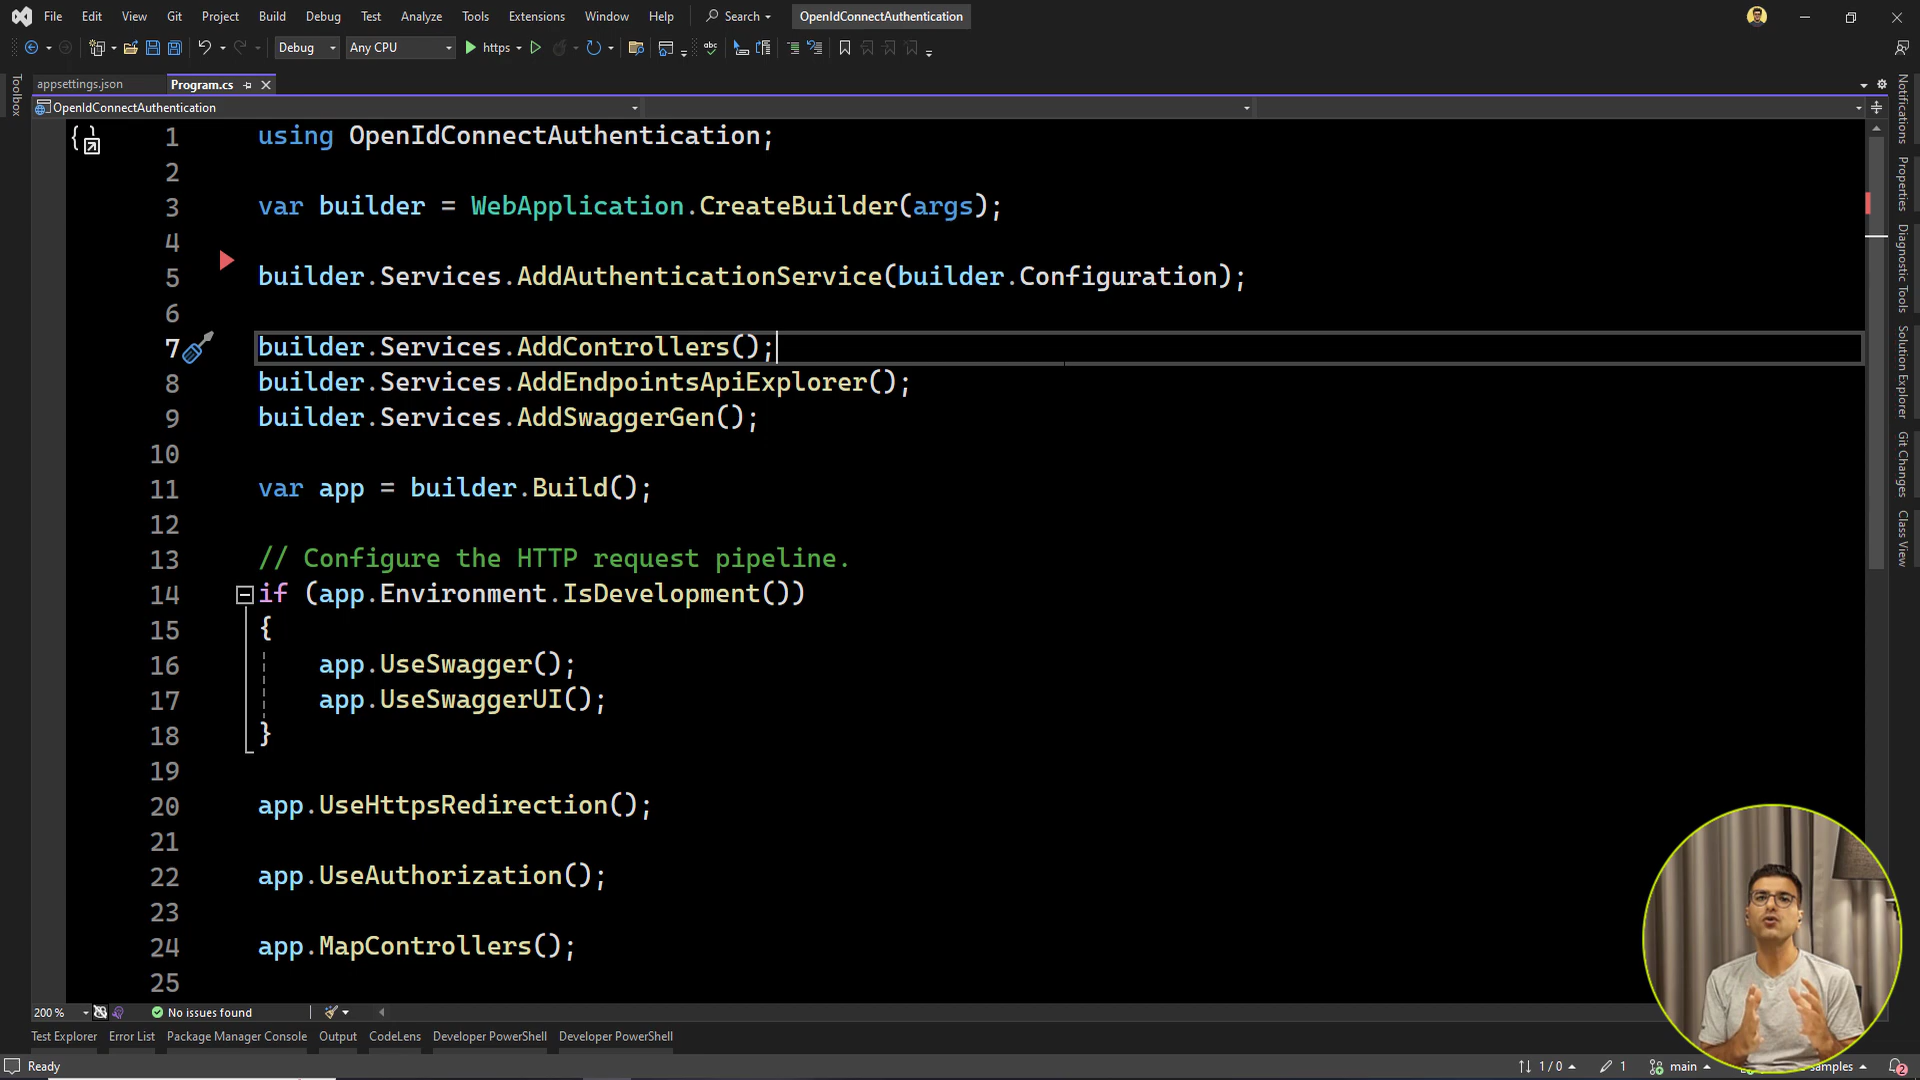 File Edit View Git Project Build Debug Test Analyze Tools Extensions Window Help Search OpenIdConnectAuthentication
Debug Any CPU https
appsettings.json Program.cs
OpenIdConnectAuthentication
Toolbox
1 using OpenIdConnectAuthentication;
2
3 var builder = WebApplication.CreateBuilder(args);
4
5 builder.Services.AddAuthenticationService(builder.Configuration);
6
7 builder.Services.AddControllers();
8 builder.Services.AddEndpointsApiExplorer();
9 builder.Services.AddSwaggerGen();
10
11 var app = builder.Build();
12
13 // Configure the HTTP request pipeline.
14 if (app.Environment.IsDevelopment())
15 {
16 app.UseSwagger();
17 app.UseSwaggerUI();
18 }
19
20 app.UseHttpsRedirection();
21
22 app.UseAuthorization();
23
24 app.MapControllers();
25
Notifications
Properties
Diagnostic Tools
Solution Explorer
Git Changes
Class View
200 % No issues found
Test Explorer Error List Package Manager Console Output CodeLens Developer PowerShell Developer PowerShell
Ready 1 / 0 1 main 2